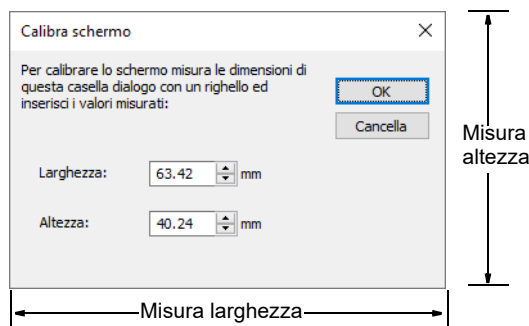 Calibra schermo
Per calibrare lo schermo misura le dimensioni di
questa casella dialogo con un righello ed
inserisci i valori misurati:
OK
Cancella
Larghezza: 63.42 mm
Altezza: 40.24 mm
Misura
altezza
Misura larghezza